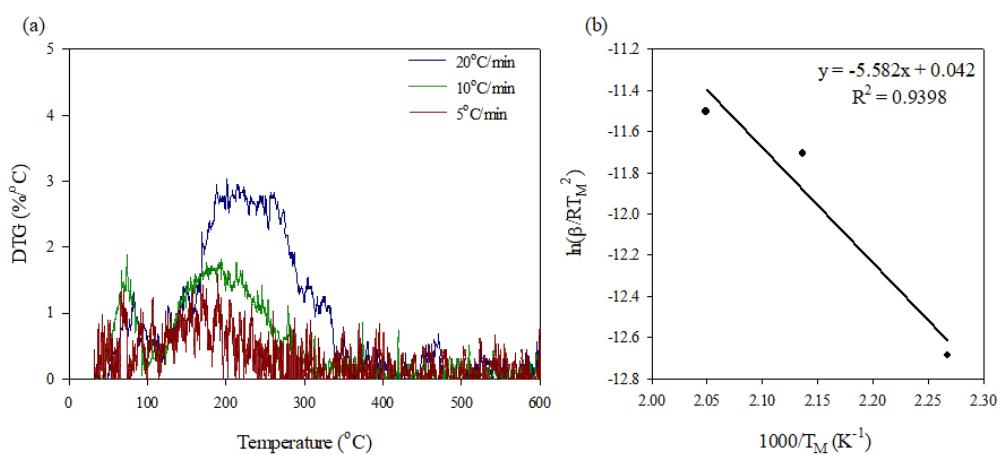 (a)
DTG (%/°C)
5
4
3
2
1
0
0 100 200 300 400 500 600
Temperature (°C)
20°C/min
10°C/min
5°C/min
(b)
ln(β/RT_M²)
-11.2
-11.4
-11.6
-11.8
-12.0
-12.2
-12.4
-12.6
-12.8
2.00 2.05 2.10 2.15 2.20 2.25 2.30
1000/T_M (K⁻¹)
y = -5.582x + 0.042
R² = 0.9398